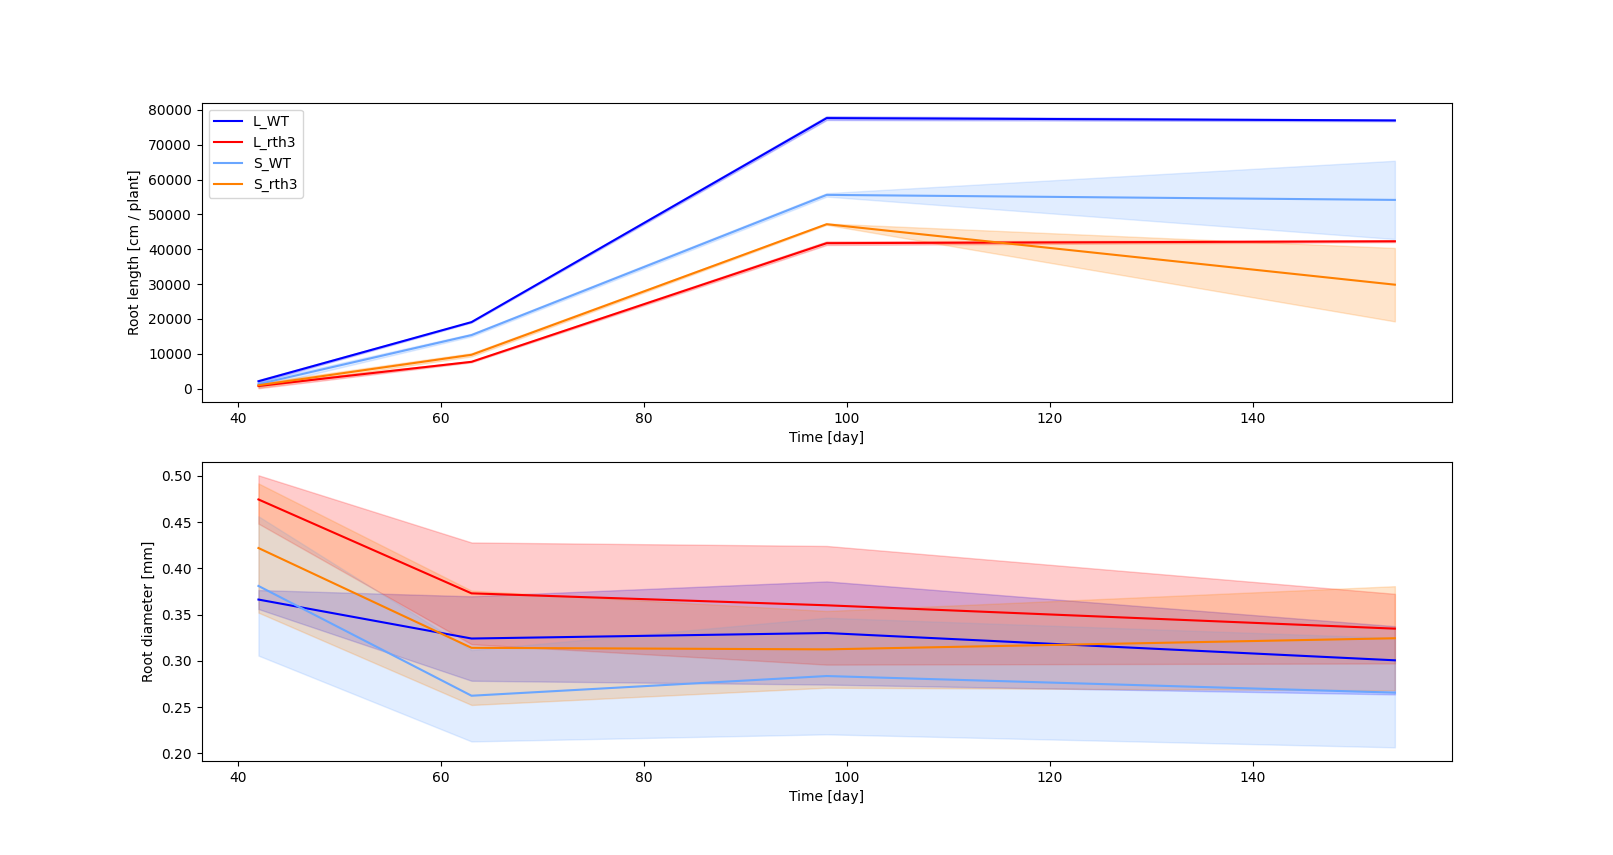 80000
70000
60000
50000
40000
30000
20000
10000
0
Root length [cm / plant]
L_WT
L_rth3
S_WT
S_rth3
40 60 80 100 120 140
Time [day]
0.50
0.45
0.40
0.35
0.30
0.25
0.20
Root diameter [mm]
40 60 80 100 120 140
Time [day]